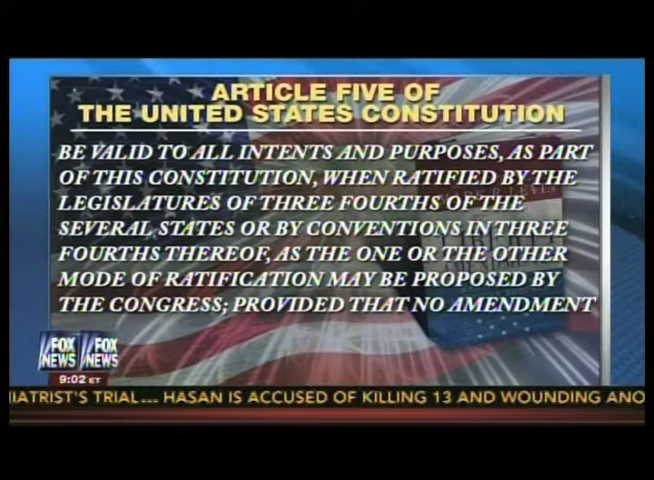 ARTICLE FIVE OF
THE UNITED STATES CONSTITUTION
BE VALID TO ALL INTENTS AND PURPOSES, AS PART
OF THIS CONSTITUTION, WHEN RATIFIED BY THE
LEGISLATURES OF THREE FOURTHS OF THE
SEVERAL STATES OR BY CONVENTIONS IN THREE
FOURTHS THEREOF, AS THE ONE OR THE OTHER
MODE OF RATIFICATION MAY BE PROPOSED BY
THE CONGRESS; PROVIDED THAT NO AMENDMENT
FOX NEWS FOX NEWS
9:02 ET
IATRIST'S TRIAL... HASAN IS ACCUSED OF KILLING 13 AND WOUNDING ANO